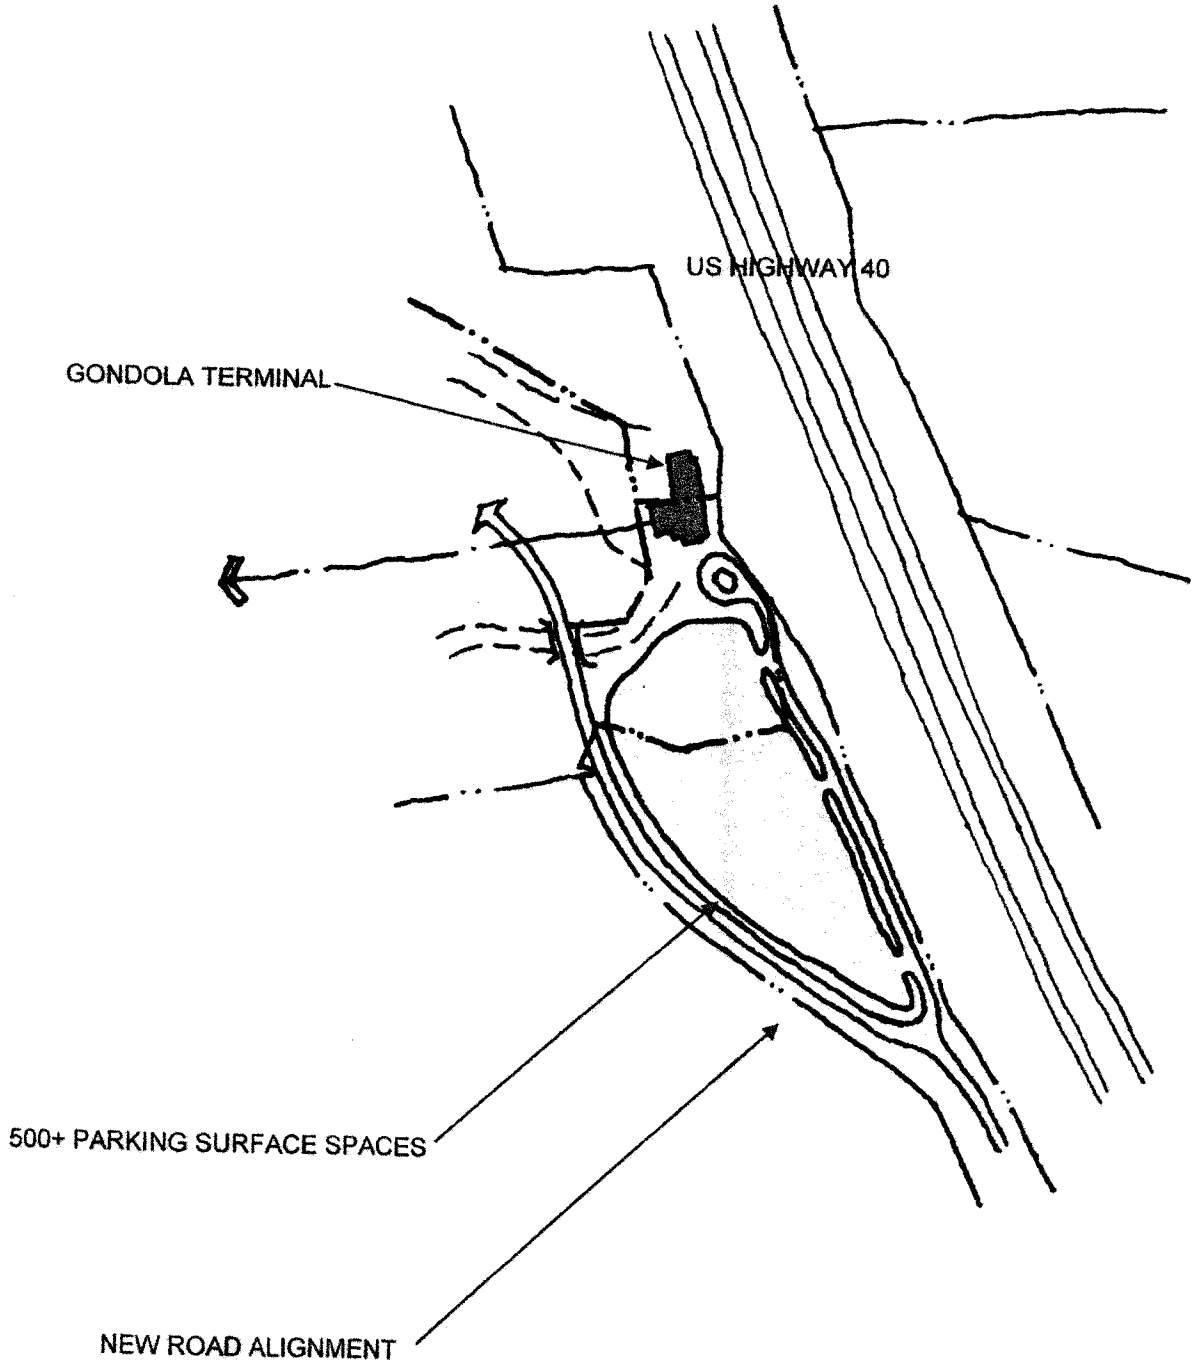 US HIGHWAY 40
GONDOLA TERMINAL
500+ PARKING SURFACE SPACES
NEW ROAD ALIGNMENT